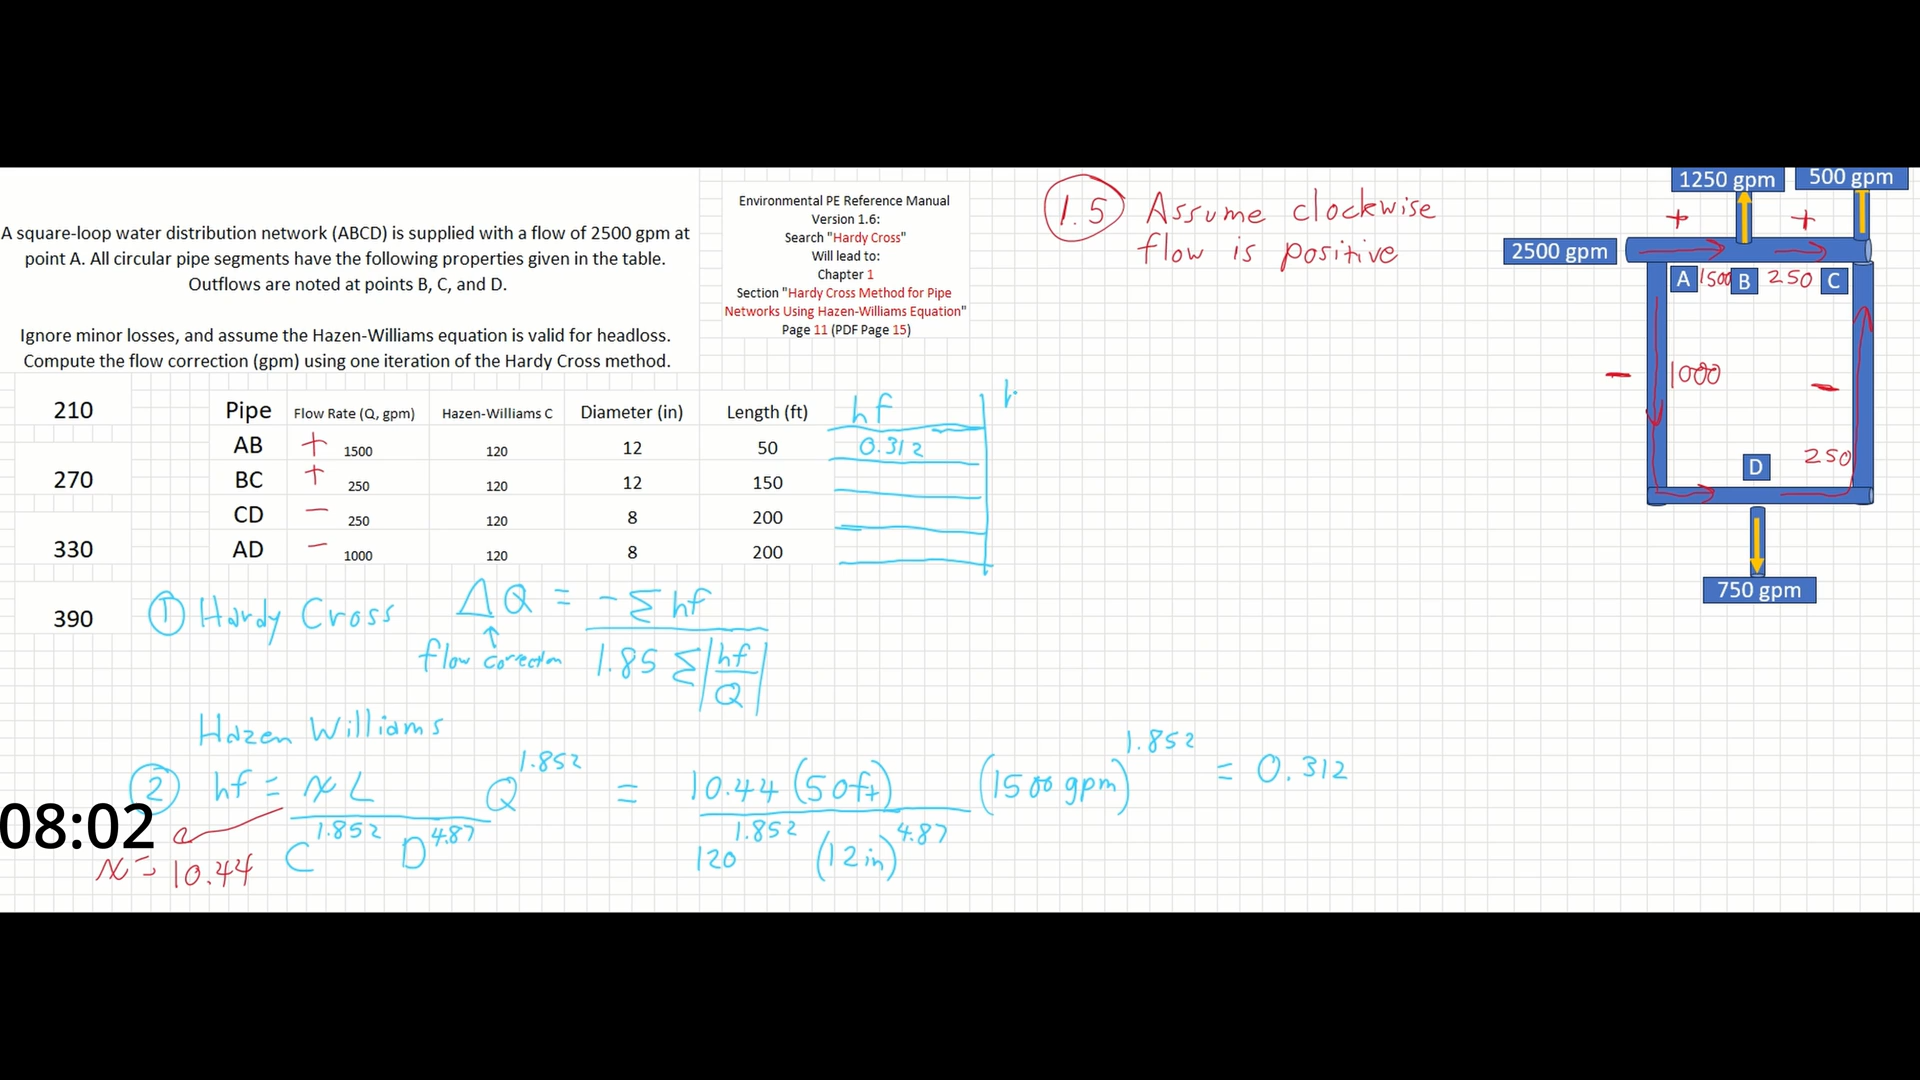 A square-loop water distribution network (ABCD) is supplied with a flow of 2500 gpm at
point A. All circular pipe segments have the following properties given in the table.
Outflows are noted at points B, C, and D.
Ignore minor losses, and assume the Hazen-Williams equation is valid for headloss.
Compute the flow correction (gpm) using one iteration of the Hardy Cross method.
Environmental PE Reference Manual
Version 1.6:
Search "Hardy Cross"
Will lead to:
Chapter 1
Section "Hardy Cross Method for Pipe
Networks Using Hazen-Williams Equation"
Page 11 (PDF Page 15)
1.5 Assume clockwise
flow is positive
1250 gpm 500 gpm
+ +
2500 gpm
A 1500 B 250 C
- 1000 -
250
D
750 gpm
210 Pipe Flow Rate (Q, gpm) Hazen-Williams C Diameter (in) Length (ft) hf
AB + 1500 120 12 50 0.312
270 BC + 250 120 12 150
CD - 250 120 8 200
330 AD - 1000 120 8 200
390
① Hardy Cross ΔQ = -Σ hf / 1.85 Σ |hf/Q|
↑
flow correction
Hazen Williams
② hf = ∝ L / C^1.852 D^4.87 Q^1.852 = 10.44 (50ft) / 120^1.852 (12in)^4.87 (1500 gpm)^1.852 = 0.312
08:02
∝ = 10.44